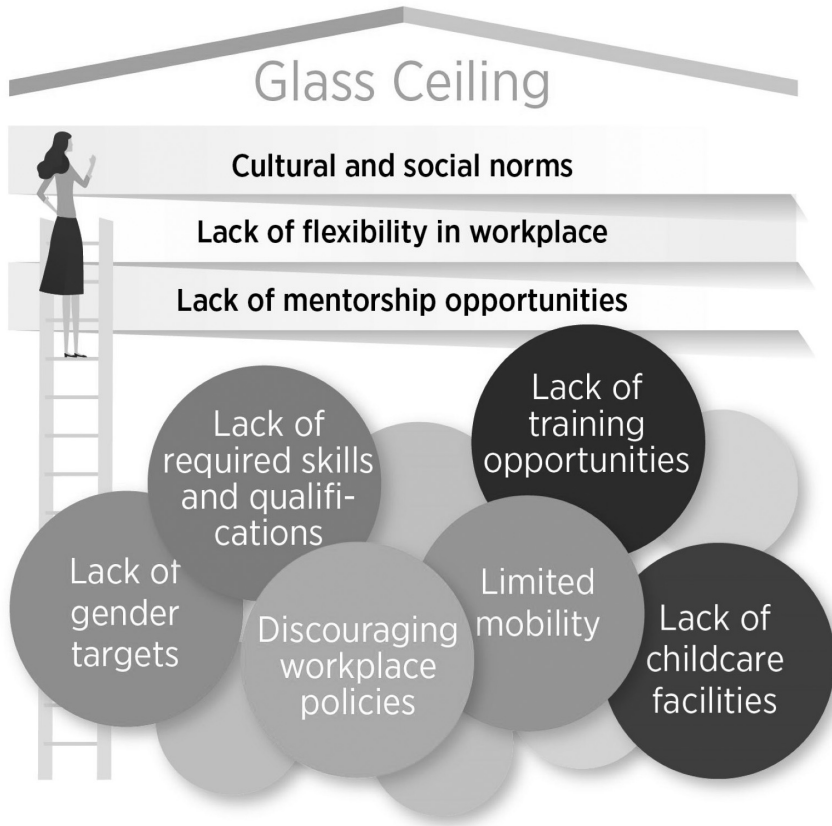 Glass Ceiling
Cultural and social norms
Lack of flexibility in workplace
Lack of mentorship opportunities
Lack of
required skills
and qualifi-
cations
Lack of
training
opportunities
Lack of
gender
targets
Discouraging
workplace
policies
Limited
mobility
Lack of
childcare
facilities